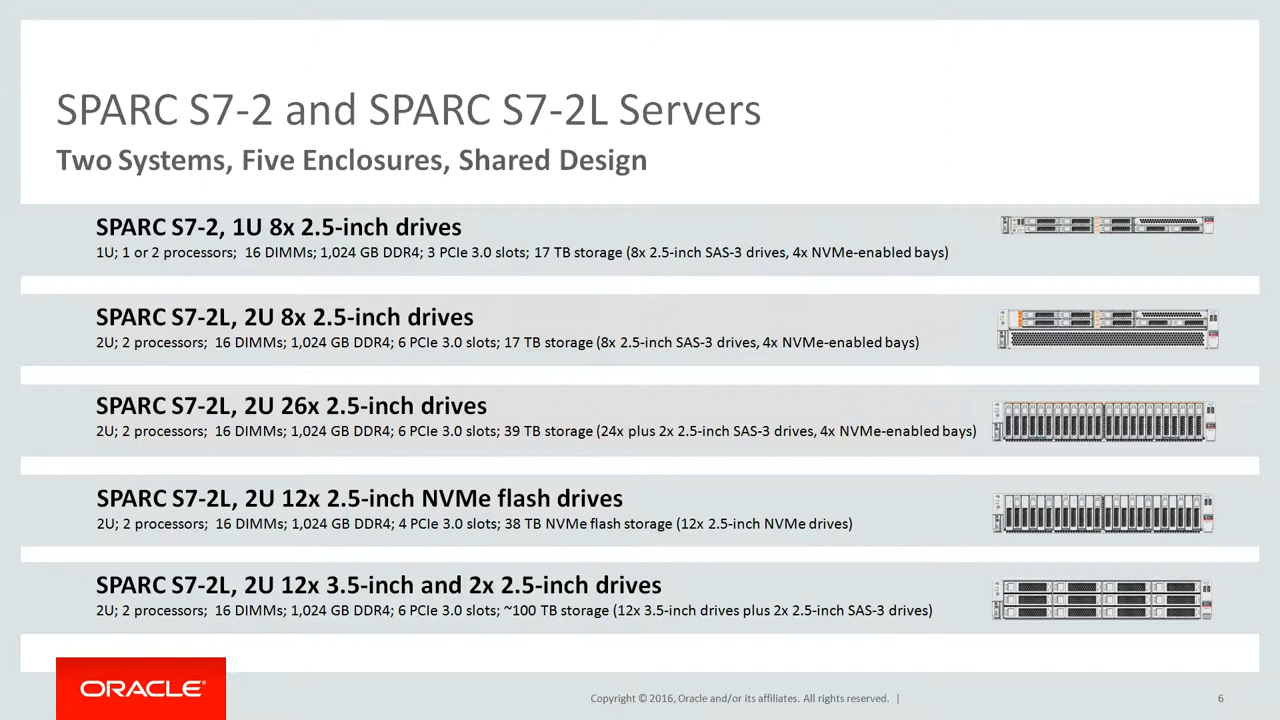 SPARC S7-2 and SPARC S7-2L Servers
Two Systems, Five Enclosures, Shared Design
SPARC S7-2, 1U 8x 2.5-inch drives
1U; 1 or 2 processors; 16 DIMMs; 1,024 GB DDR4; 3 PCIe 3.0 slots; 17 TB storage (8x 2.5-inch SAS-3 drives, 4x NVMe-enabled bays)
SPARC S7-2L, 2U 8x 2.5-inch drives
2U; 2 processors; 16 DIMMs; 1,024 GB DDR4; 6 PCIe 3.0 slots; 17 TB storage (8x 2.5-inch SAS-3 drives, 4x NVMe-enabled bays)
SPARC S7-2L, 2U 26x 2.5-inch drives
2U; 2 processors; 16 DIMMs; 1,024 GB DDR4; 6 PCIe 3.0 slots; 39 TB storage (24x plus 2x 2.5-inch SAS-3 drives, 4x NVMe-enabled bays)
SPARC S7-2L, 2U 12x 2.5-inch NVMe flash drives
2U; 2 processors; 16 DIMMs; 1,024 GB DDR4; 4 PCIe 3.0 slots; 38 TB NVMe flash storage (12x 2.5-inch NVMe drives)
SPARC S7-2L, 2U 12x 3.5-inch and 2x 2.5-inch drives
2U; 2 processors; 16 DIMMs; 1,024 GB DDR4; 6 PCIe 3.0 slots; ~100 TB storage (12x 3.5-inch drives plus 2x 2.5-inch SAS-3 drives)
ORACLE®
Copyright © 2016, Oracle and/or its affiliates. All rights reserved. |
6